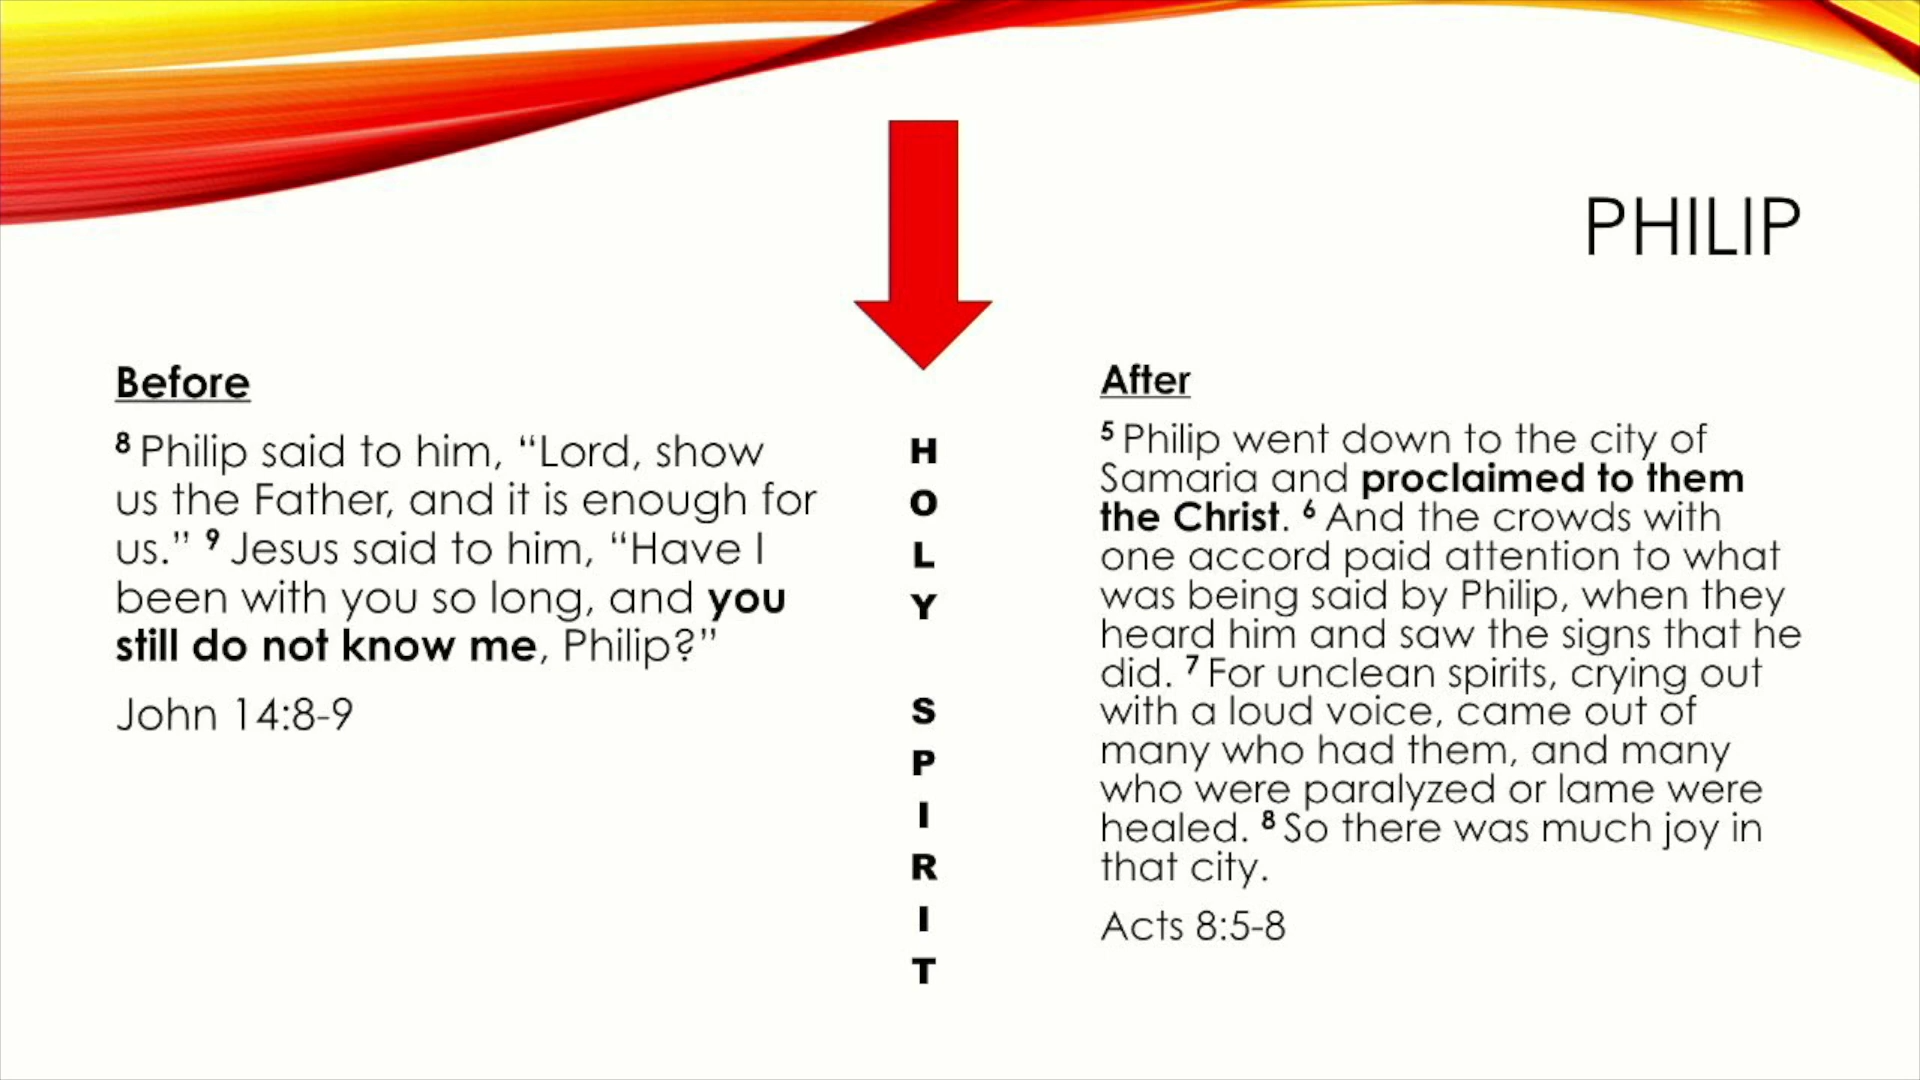 PHILIP
Before
⁸ Philip said to him, “Lord, show
us the Father, and it is enough for
us.” ⁹ Jesus said to him, “Have I
been with you so long, and you
still do not know me, Philip?”
John 14:8-9
H
O
L
Y
S
P
I
R
I
T
After
⁵ Philip went down to the city of
Samaria and proclaimed to them
the Christ. ⁶ And the crowds with
one accord paid attention to what
was being said by Philip, when they
heard him and saw the signs that he
did. ⁷ For unclean spirits, crying out
with a loud voice, came out of
many who had them, and many
who were paralyzed or lame were
healed. ⁸ So there was much joy in
that city.
Acts 8:5-8